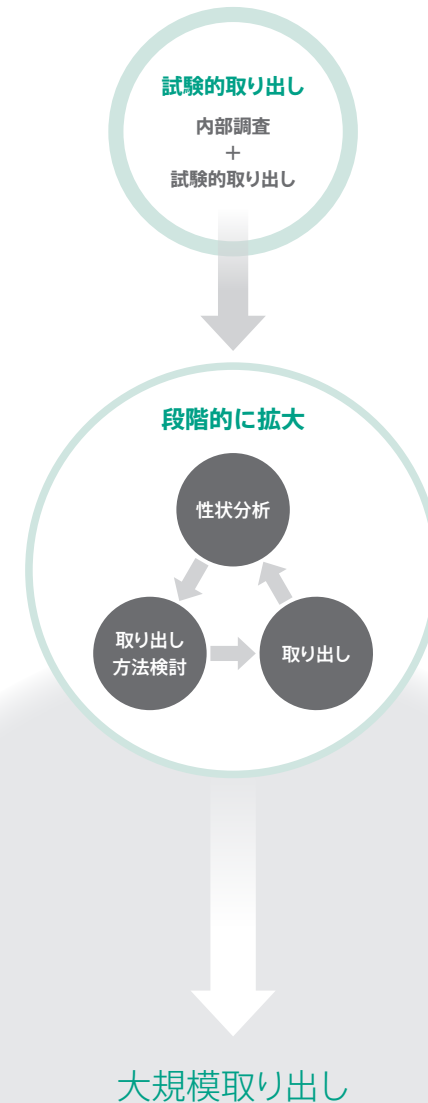 試験的取り出し
内部調査
+
試験的取り出し
段階的に拡大
性状分析
取り出し
方法検討
取り出し
大規模取り出し